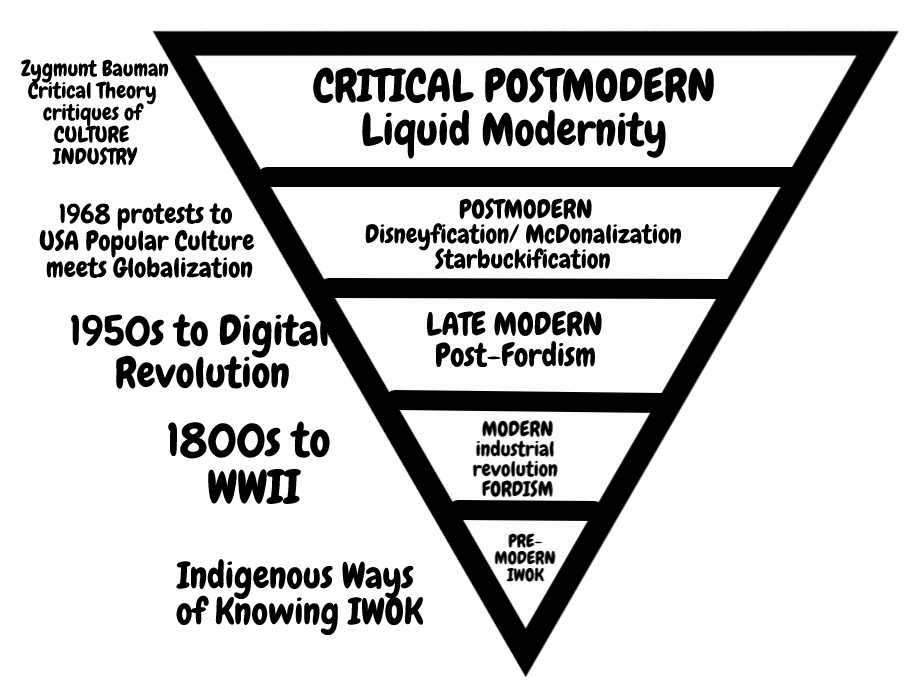 Zygmunt Bauman
Critical Theory
critiques of
CULTURE
INDUSTRY
CRITICAL POSTMODERN
Liquid Modernity
1968 protests to
USA Popular Culture
meets Globalization
POSTMODERN
Disneyfication/ McDonalization
Starbuckification
1950s to Digital
Revolution
LATE MODERN
Post-Fordism
1800s to
WWII
MODERN
industrial
revolution
FORDISM
Indigenous Ways
of Knowing IWOK
PRE-
MODERN
IWOK